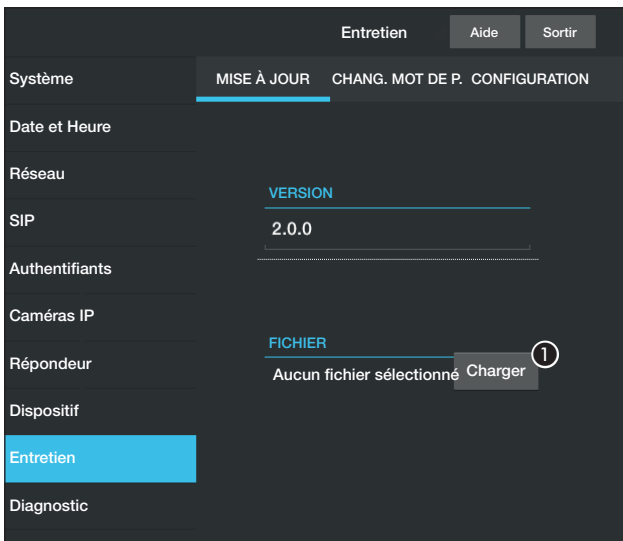 Entretien Aide Sortir
Système MISE À JOUR CHANG. MOT DE P. CONFIGURATION
Date et Heure
Réseau
VERSION
SIP
2.0.0
Authentifiants
Caméras IP
FICHIER
1
Répondeur
Aucun fichier sélectionné Charger
Dispositif
Entretien
Diagnostic